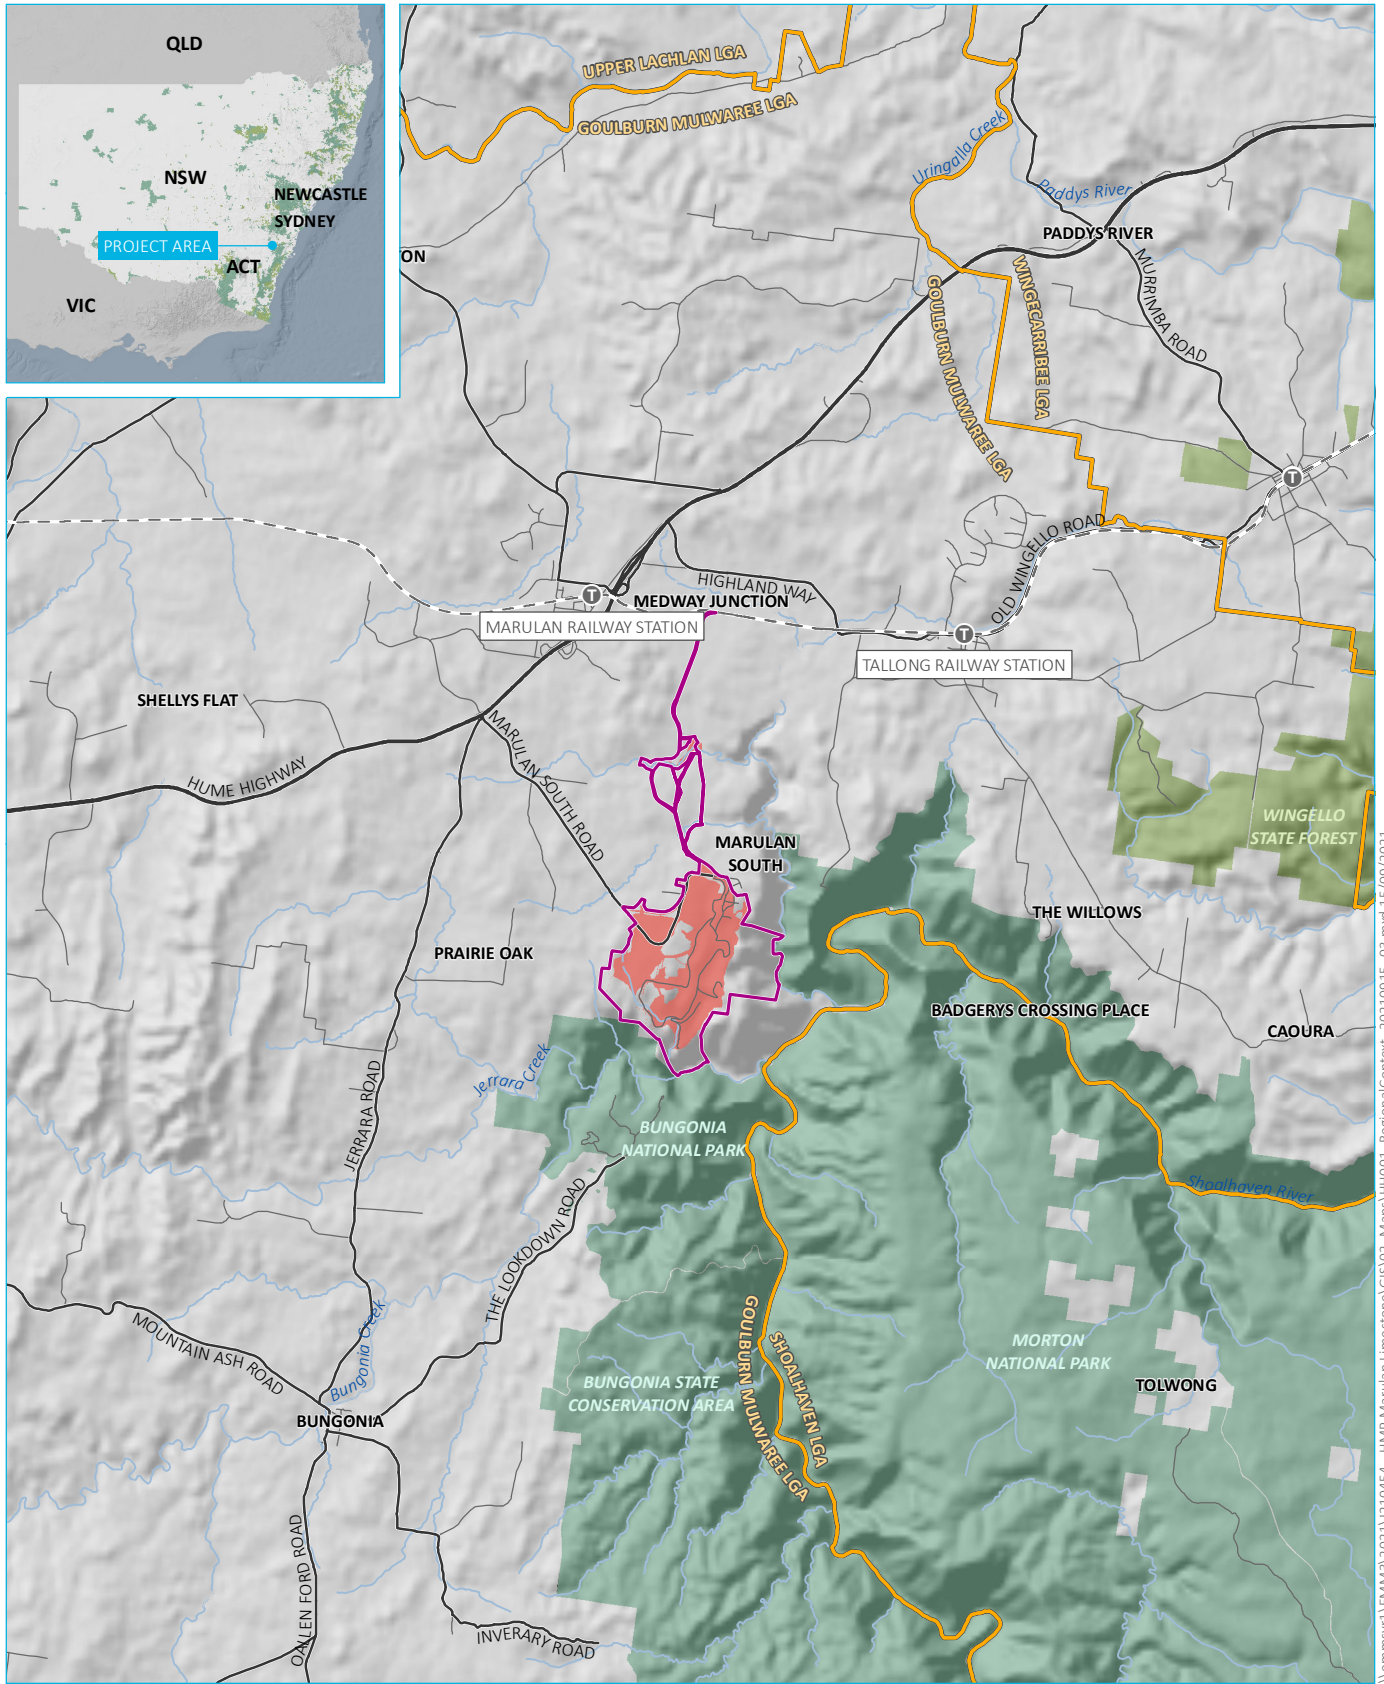 QLD
NSW
NEWCASTLE
SYDNEY
PROJECT AREA
ACT
VIC
UPPER LACHLAN LGA
GOULBURN MULWAREE LGA
Uringalla Creek
Paddys River
PADDYS RIVER
ON
MURRIMBA ROAD
GOULBURN MULWAREE LGA
WINGECARRIBEE LGA
T
OLD WINGELLO ROAD
HIGHLAND WAY
T
MEDWAY JUNCTION
MARULAN RAILWAY STATION
T
TALLONG RAILWAY STATION
SHELLYS FLAT
HUME HIGHWAY
MARULAN SOUTH ROAD
WINGELLO
STATE FOREST
MARULAN
SOUTH
THE WILLOWS
PRAIRIE OAK
BADGERYS CROSSING PLACE
CAOURA
Jerrara Creek
JERRARA ROAD
BUNGONIA
NATIONAL PARK
Shoalhaven River
THE LOOKDOWN ROAD
MOUNTAIN ASH ROAD
Bungonia Creek
GOULBURN MULWAREE LGA
SHOALHAVEN LGA
MORTON
NATIONAL PARK
TOLWONG
BUNGONIA STATE
CONSERVATION AREA
BUNGONIA
OALLEN FORD ROAD
INVERARY ROAD